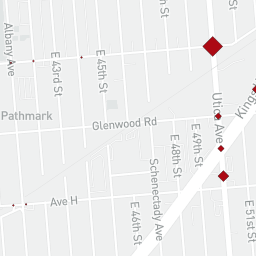 Albany Ave
E 43rd St
E 45th St
Utica Ave
Kings
Pathmark
Glenwood Rd
E 48th St
E 49th St
Schenectady Ave
Ave H
E 46th St
E 51st St